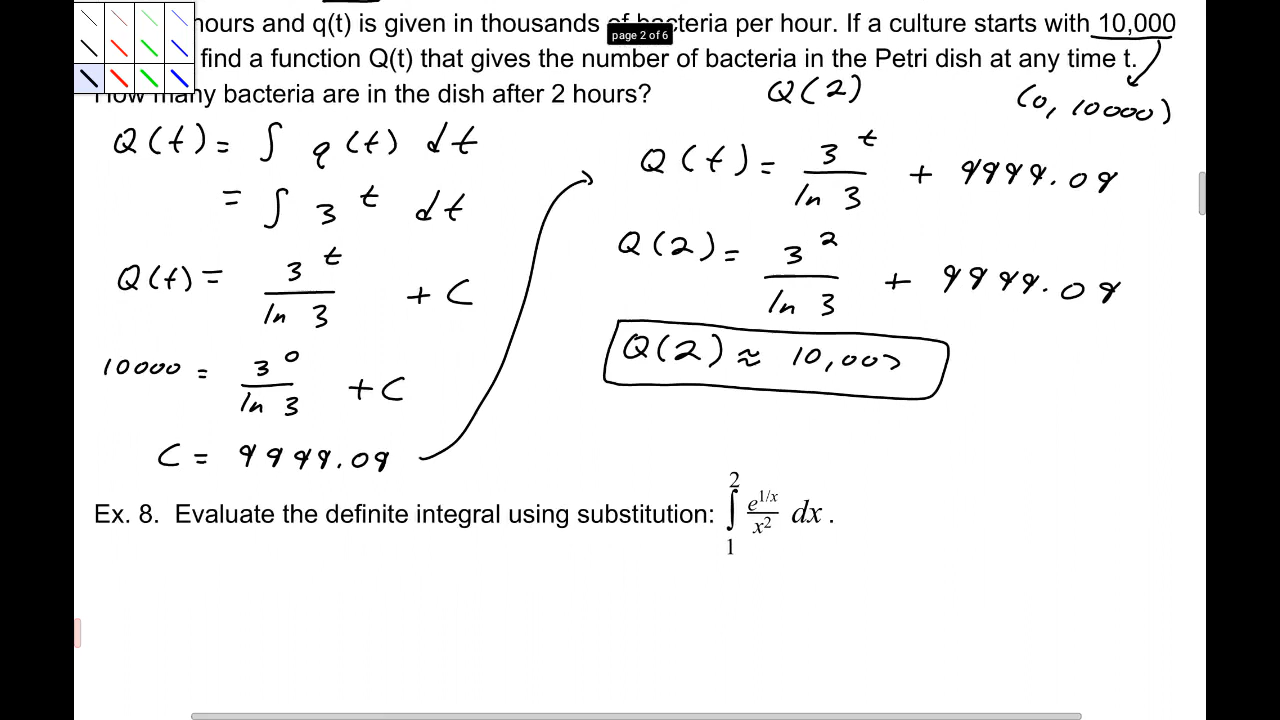 hours and q(t) is given in thousands of bacteria per hour. If a culture starts with 10,000
page 2 of 6
find a function Q(t) that gives the number of bacteria in the Petri dish at any time t.
How many bacteria are in the dish after 2 hours?
Q(2)
(0, 10000)
Q(t) = ∫ q(t) dt
= ∫ 3^t dt
Q(t) = 3^t / ln 3 + C
10000 = 3^0 / ln 3 + C
C = 9999.09
Q(t) = 3^t / ln 3 + 9999.09
Q(2) = 3^2 / ln 3 + 9999.09
Q(2) ≈ 10,007
Ex. 8. Evaluate the definite integral using substitution: ∫_1^2 e^{1/x} / x^2 dx .